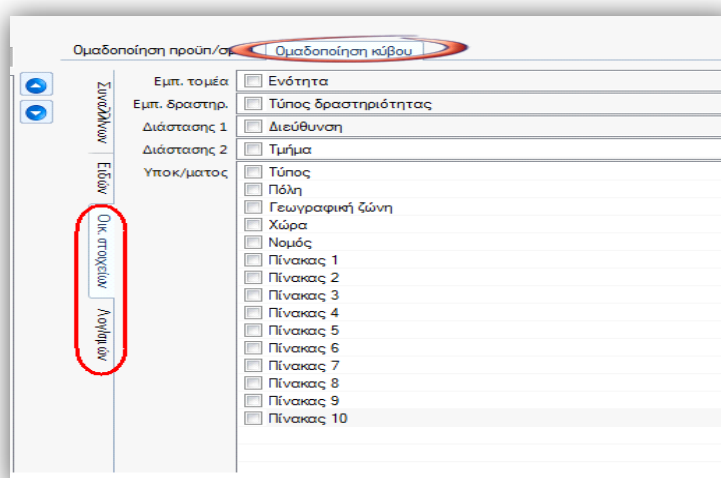 Ομαδοποίηση προϋπ/σμ Ομαδοποίηση κύβου
Συναλ/νων
Ειδών
Οικ. στοιχείων
Λογ/σμών
Εμπ. τομέα Ενότητα
Εμπ. δραστηρ. Τύπος δραστηριότητας
Διάστασης 1 Διεύθυνση
Διάστασης 2 Τμήμα
Υποκ/ματος Τύπος
Πόλη
Γεωγραφική ζώνη
Χώρα
Νομός
Πίνακας 1
Πίνακας 2
Πίνακας 3
Πίνακας 4
Πίνακας 5
Πίνακας 6
Πίνακας 7
Πίνακας 8
Πίνακας 9
Πίνακας 10